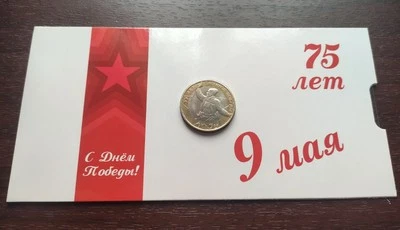 75
лет
9 мая
С Днём
Победы!